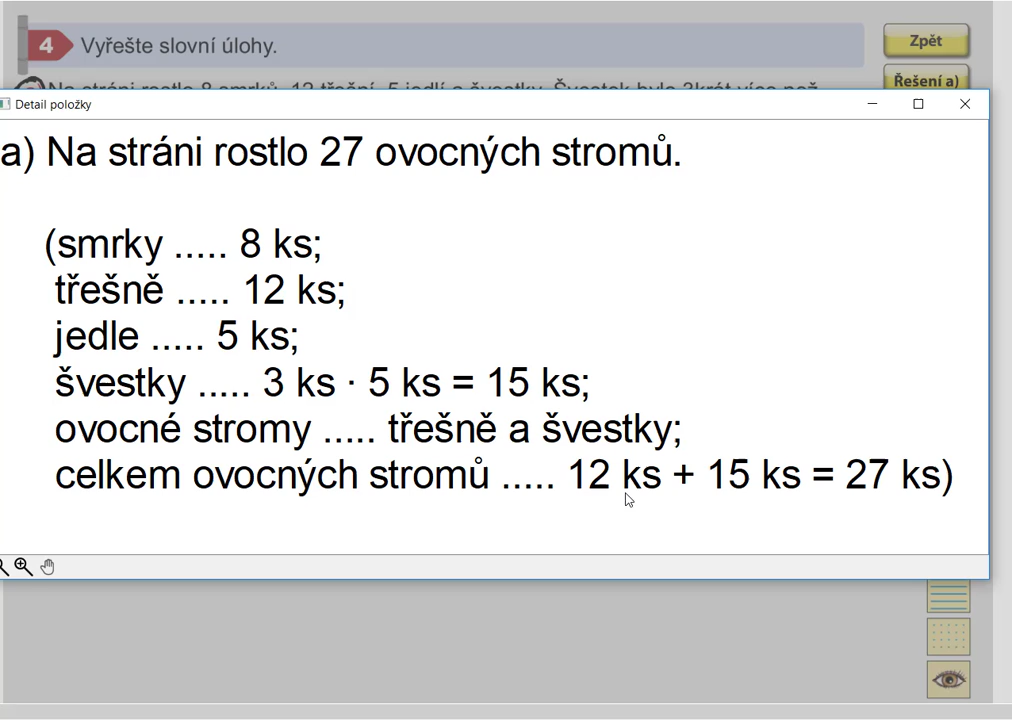 4 Vyřešte slovní úlohy.
Zpět
Řešení a)
Detail položky
a) Na stráni rostlo 27 ovocných stromů.
(smrky ..... 8 ks;
třešně ..... 12 ks;
jedle ..... 5 ks;
švestky ..... 3 ks · 5 ks = 15 ks;
ovocné stromy ..... třešně a švestky;
celkem ovocných stromů ..... 12 ks + 15 ks = 27 ks)